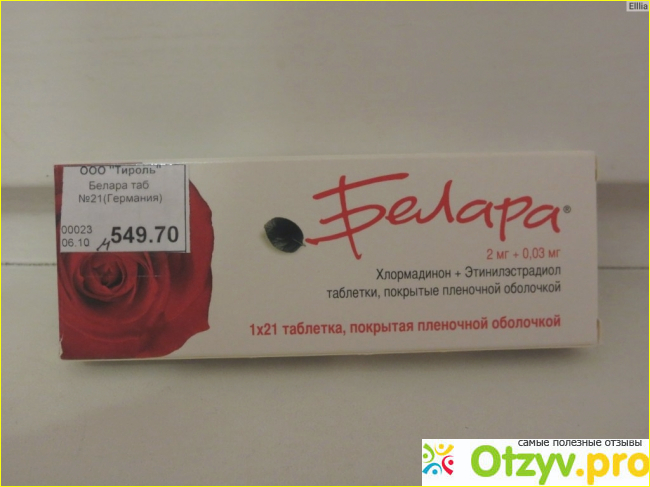 Elllia
ООО "Тироль"
Белара таб
№21(Германия)
00023
06.10
549.70
Белара®
2 мг + 0,03 мг
Хлормадинон + Этинилэстрадиол
таблетки, покрытые пленочной оболочкой
1x21 таблетка, покрытая пленочной оболочкой
самые полезные отзывы
Otzyv.pro